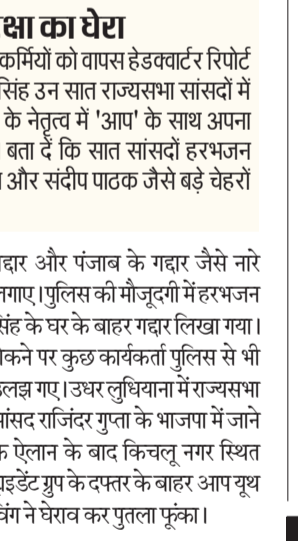 क्षा का घेरा
कर्मियों को वापस हेडक्वार्टर रिपोर्ट
सिंह उन सात राज्यसभा सांसदों में
के नेतृत्व में 'आप' के साथ अपना
बता दें कि सात सांसदों हरभजन
और संदीप पाठक जैसे बड़े चेहरों
द्दार और पंजाब के गद्दार जैसे नारे
लगाए। पुलिस की मौजूदगी में हरभजन
सिंह के घर के बाहर गद्दार लिखा गया।
कने पर कुछ कार्यकर्ता पुलिस से भी
लझ गए। उधर लुधियाना में राज्यसभा
सांसद राजिंदर गुप्ता के भाजपा में जाने
के ऐलान के बाद किचलू नगर स्थित
इडेंट ग्रुप के दफ्तर के बाहर आप यूथ
विंग ने घेराव कर पुतला फूंका।